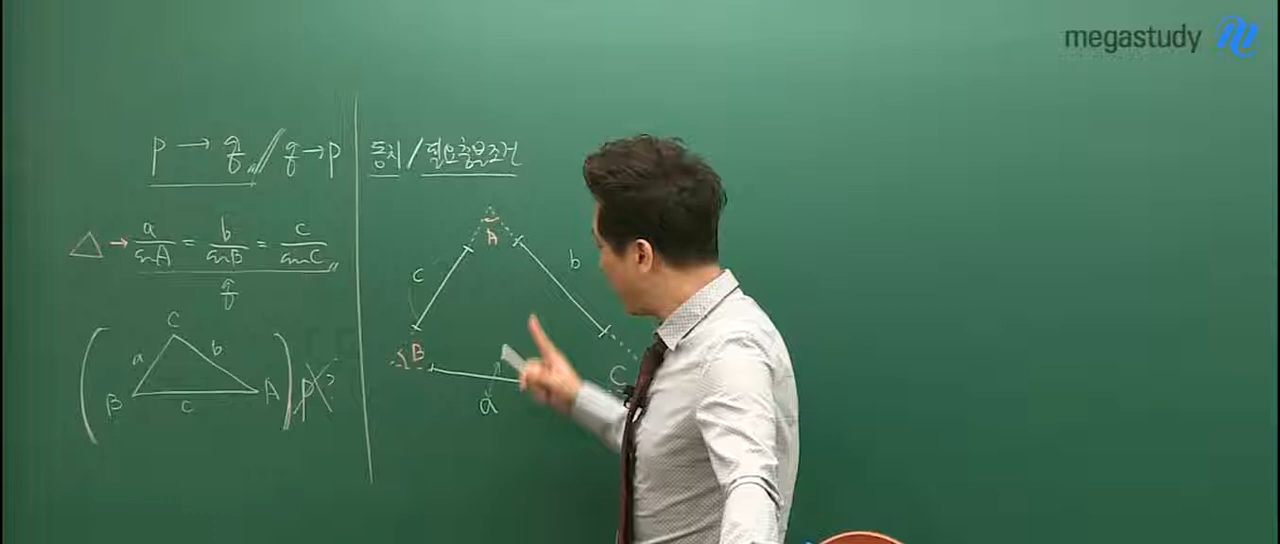 megastudy
p → q // q → p
동치 / 필요충분조건
△ → a/sinA = b/sinB = c/sinC
q
C
a b
B c A
p ?
A
c b
B C
a